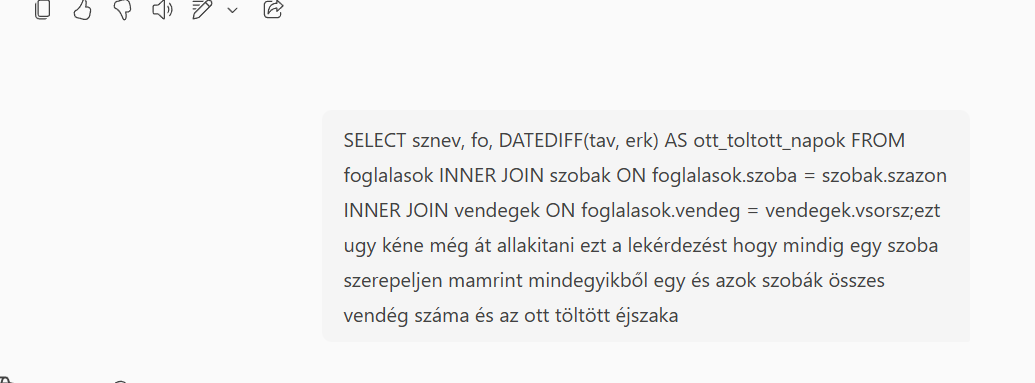 SELECT sznev, fo, DATEDIFF(tav, erk) AS ott_toltott_napok FROM
foglalasok INNER JOIN szobak ON foglalasok.szoba = szobak.szazon
INNER JOIN vendegek ON foglalasok.vendeg = vendegek.vsorsz;ezt
ugy kéne még át allakitani ezt a lekérdezést hogy mindig egy szoba
szerepeljen mamrint mindegyikből egy és azok szobák összes
vendég száma és az ott töltött éjszaka